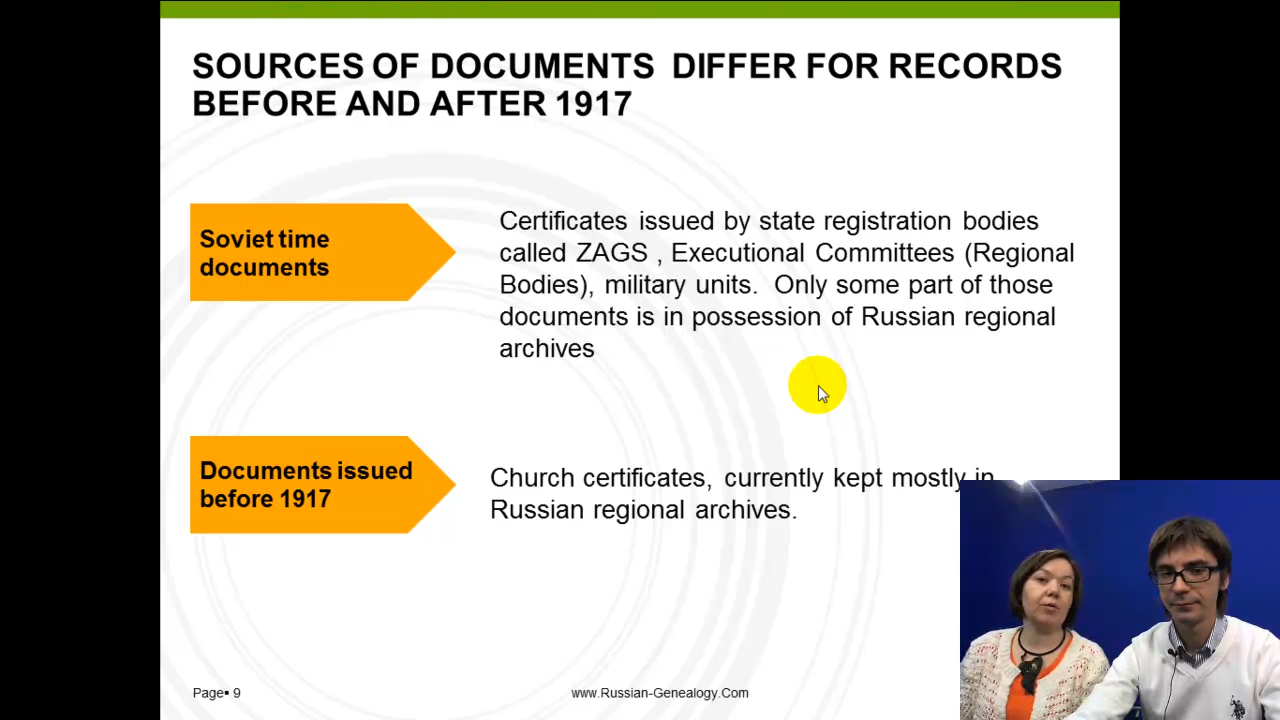 SOURCES OF DOCUMENTS  DIFFER FOR RECORDS
BEFORE AND AFTER 1917
Soviet time
documents
Certificates issued by state registration bodies
called ZAGS , Executional Committees (Regional
Bodies), military units.  Only some part of those
documents is in possession of Russian regional
archives
Documents issued
before 1917
Church certificates, currently kept mostly in
Russian regional archives.
Page▪ 9
www.Russian-Genealogy.Com